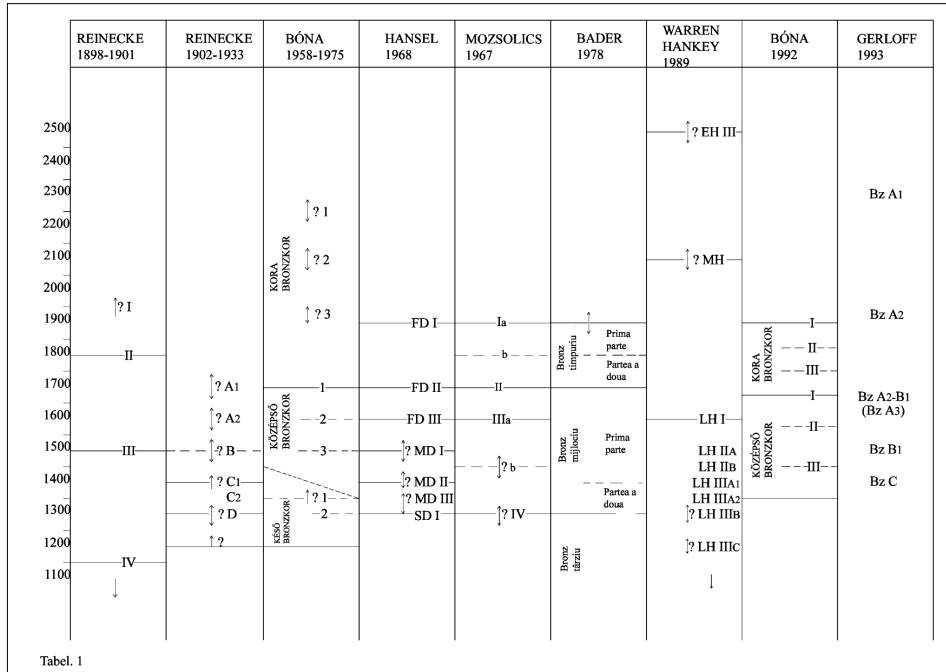 REINECKE
1898-1901
REINECKE
1902-1933
BÓNA
1958-1975
HANSEL
1968
MOZSOLICS
1967
BADER
1978
WARREN
HANKEY
1989
BÓNA
1992
GERLOFF
1993
2500
2400
2300
2200
2100
2000
1900
1800
1700
1600
1500
1400
1300
1200
1100
? I
II
III
IV
? A1
? A2
? B
? C1
C2
? D
?
KORA
BRONZKOR
? 1
? 2
? 3
KÖZÉPSŐ
BRONZKOR
1
2
3
KÉSŐ
BRONZKOR
? 1
2
FD I
FD II
FD III
? MD I
? MD II
? MD III
SD I
Ia
b
II
IIIa
? b
? IV
Bronz
timpuriu
Prima
parte
Partea a
doua
Bronz
mijlociu
Prima
parte
Partea a
doua
Bronz
târziu
? EH III
? MH
LH I
LH IIA
LH IIB
LH IIIA1
LH IIIA2
? LH IIIB
? LH IIIC
KORA
BRONZKOR
I
II
III
KÖZÉPSŐ
BRONZKOR
I
II
III
Bz A1
Bz A2
Bz A2-B1
(Bz A3)
Bz B1
Bz C
Tabel. 1